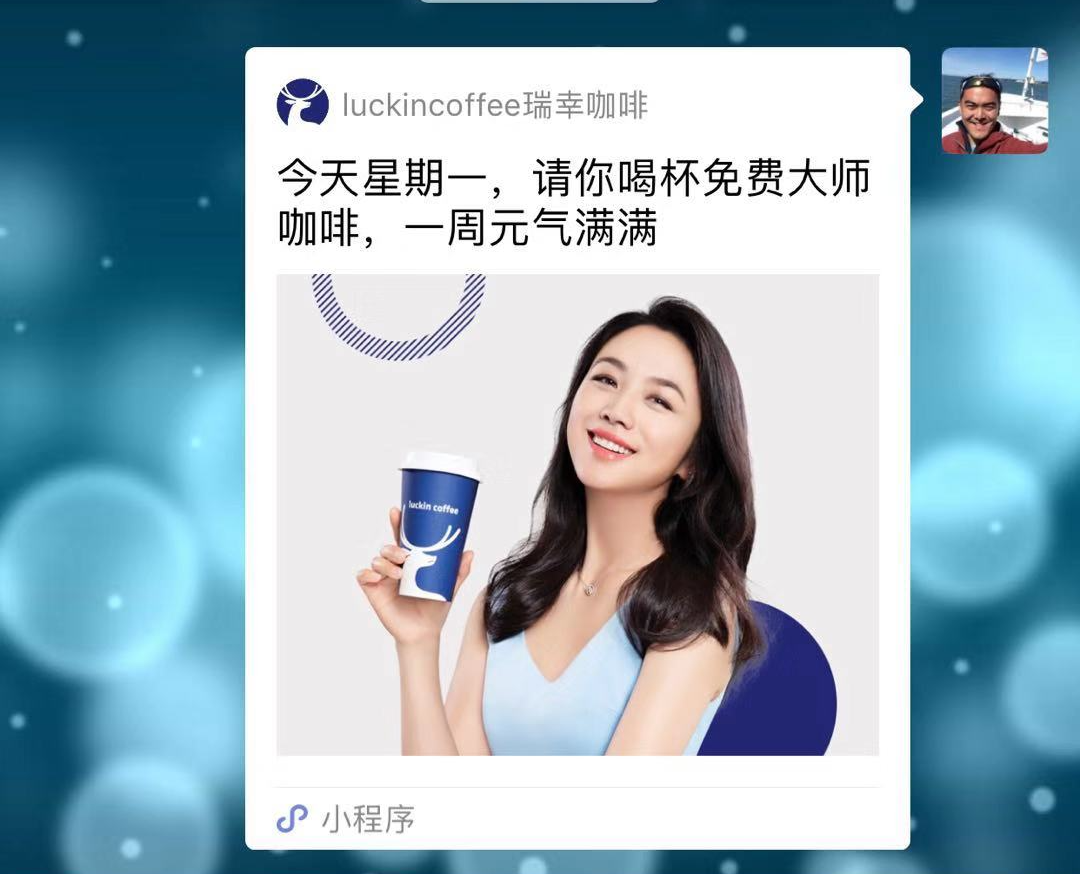 luckincoffee瑞幸咖啡
今天星期一，请你喝杯免费大师
咖啡，一周元气满满
luckin coffee
小程序